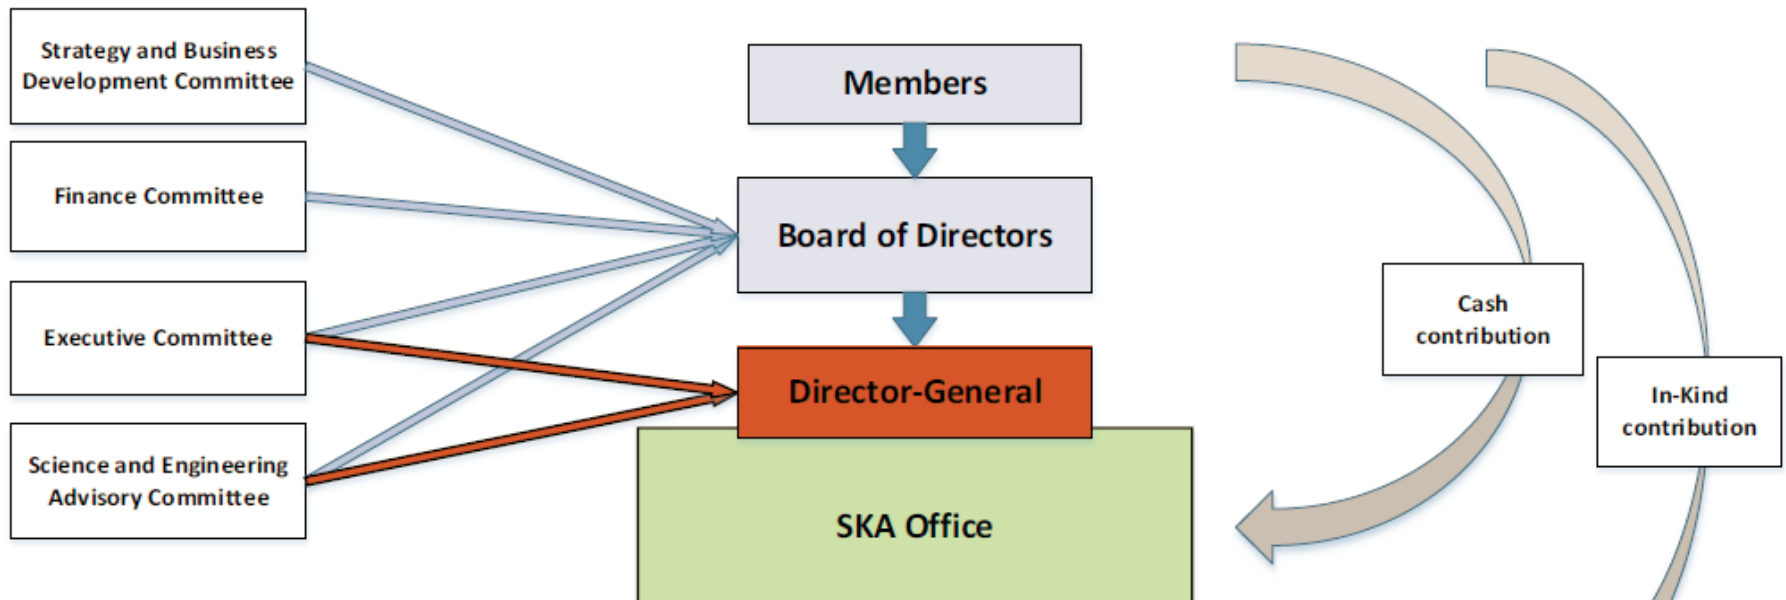 Strategy and Business
Development Committee
Finance Committee
Executive Committee
Science and Engineering
Advisory Committee
Members
Board of Directors
Director-General
SKA Office
Cash
contribution
In-Kind
contribution